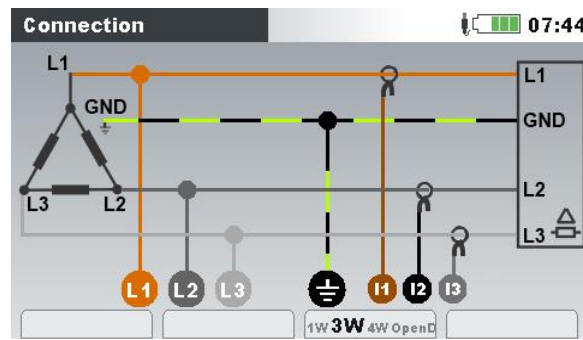 Connection 07:44
L1 L1
GND GND
L3 L2 L2
L3
L1 L2 L3 I1 I2 I3
1W 3W 4W OpenD